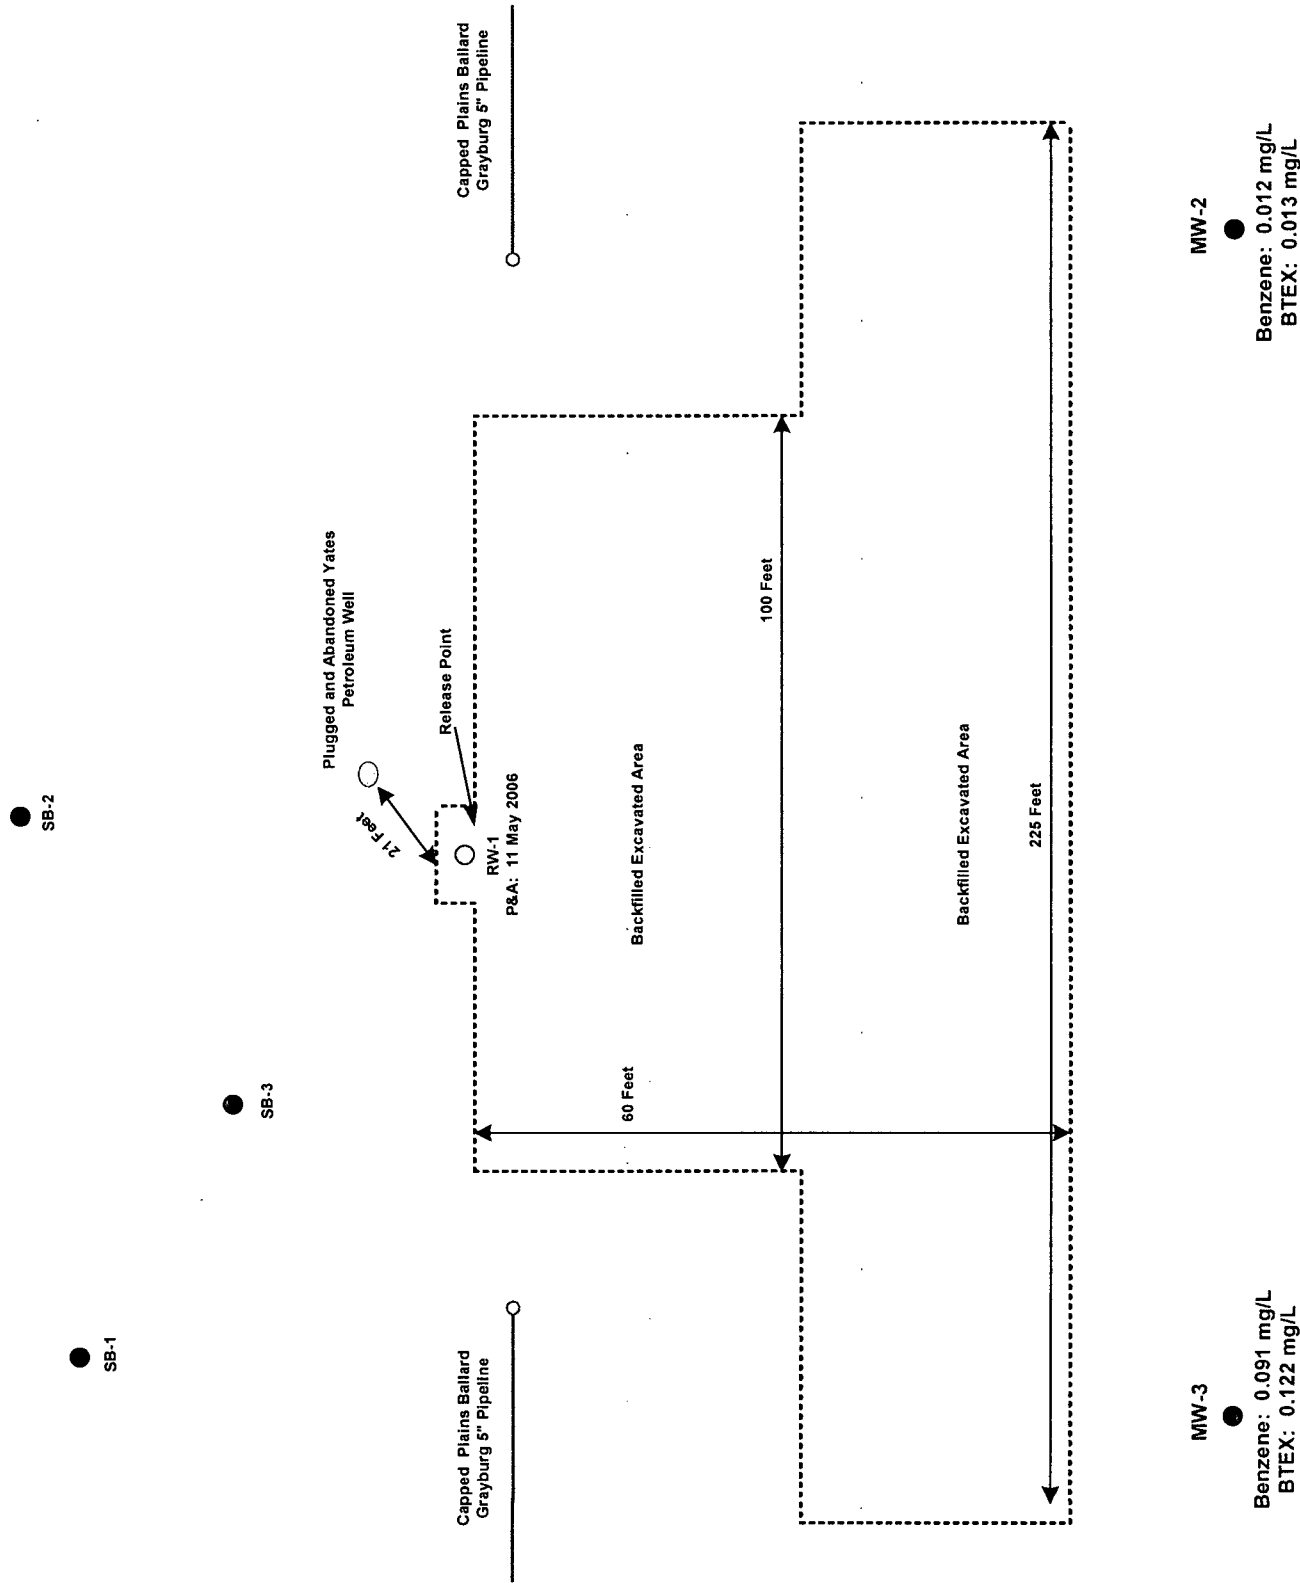 SB-1
SB-2
SB-3
Plugged and Abandoned Yates
Petroleum Well
21 Feet
Release Point
Capped Plains Ballard
Grayburg 5" Pipeline
Capped Plains Ballard
Grayburg 5" Pipeline
RW-1
P&A: 11 May 2006
60 Feet
Backfilled Excavated Area
100 Feet
Backfilled Excavated Area
225 Feet
MW-3
Benzene: 0.091 mg/L
BTEX: 0.122 mg/L
MW-2
Benzene: 0.012 mg/L
BTEX: 0.013 mg/L